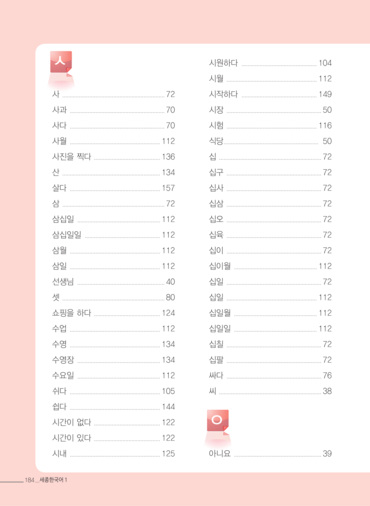 ㅅ
사 72
사과 70
사다 70
사월 112
사진을 찍다 136
산 134
살다 157
삼 72
삼십일 112
삼십일일 112
삼월 112
삼일 112
선생님 40
셋 80
쇼핑을 하다 124
수업 112
수영 134
수영장 134
수요일 112
쉬다 105
쉽다 144
시간이 없다 122
시간이 있다 122
시내 125
시원하다 104
시월 112
시작하다 149
시장 50
시험 116
식당 50
십 72
십구 72
십사 72
십삼 72
십오 72
십육 72
십이 72
십이월 112
십일 72
십일 112
십일월 112
십일일 112
십칠 72
십팔 72
싸다 76
씨 38
ㅇ
아니요 39
184 _ 세종한국어 1